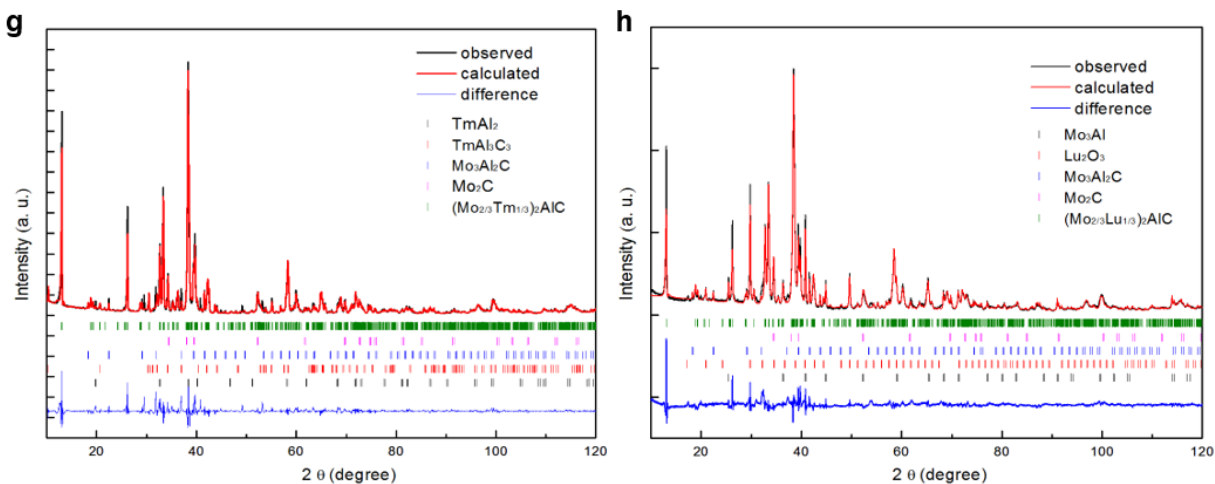 g
observed
calculated
difference
TmAl₂
TmAl₃C₃
Mo₃Al₂C
Mo₂C
(Mo₂/₃Tm₁/₃)₂AlC
Intensity (a. u.)
20 40 60 80 100 120
2 θ (degree)
h
observed
calculated
difference
Mo₃Al
Lu₂O₃
Mo₃Al₂C
Mo₂C
(Mo₂/₃Lu₁/₃)₂AlC
Intensity (a. u.)
20 40 60 80 100 120
2 θ (degree)